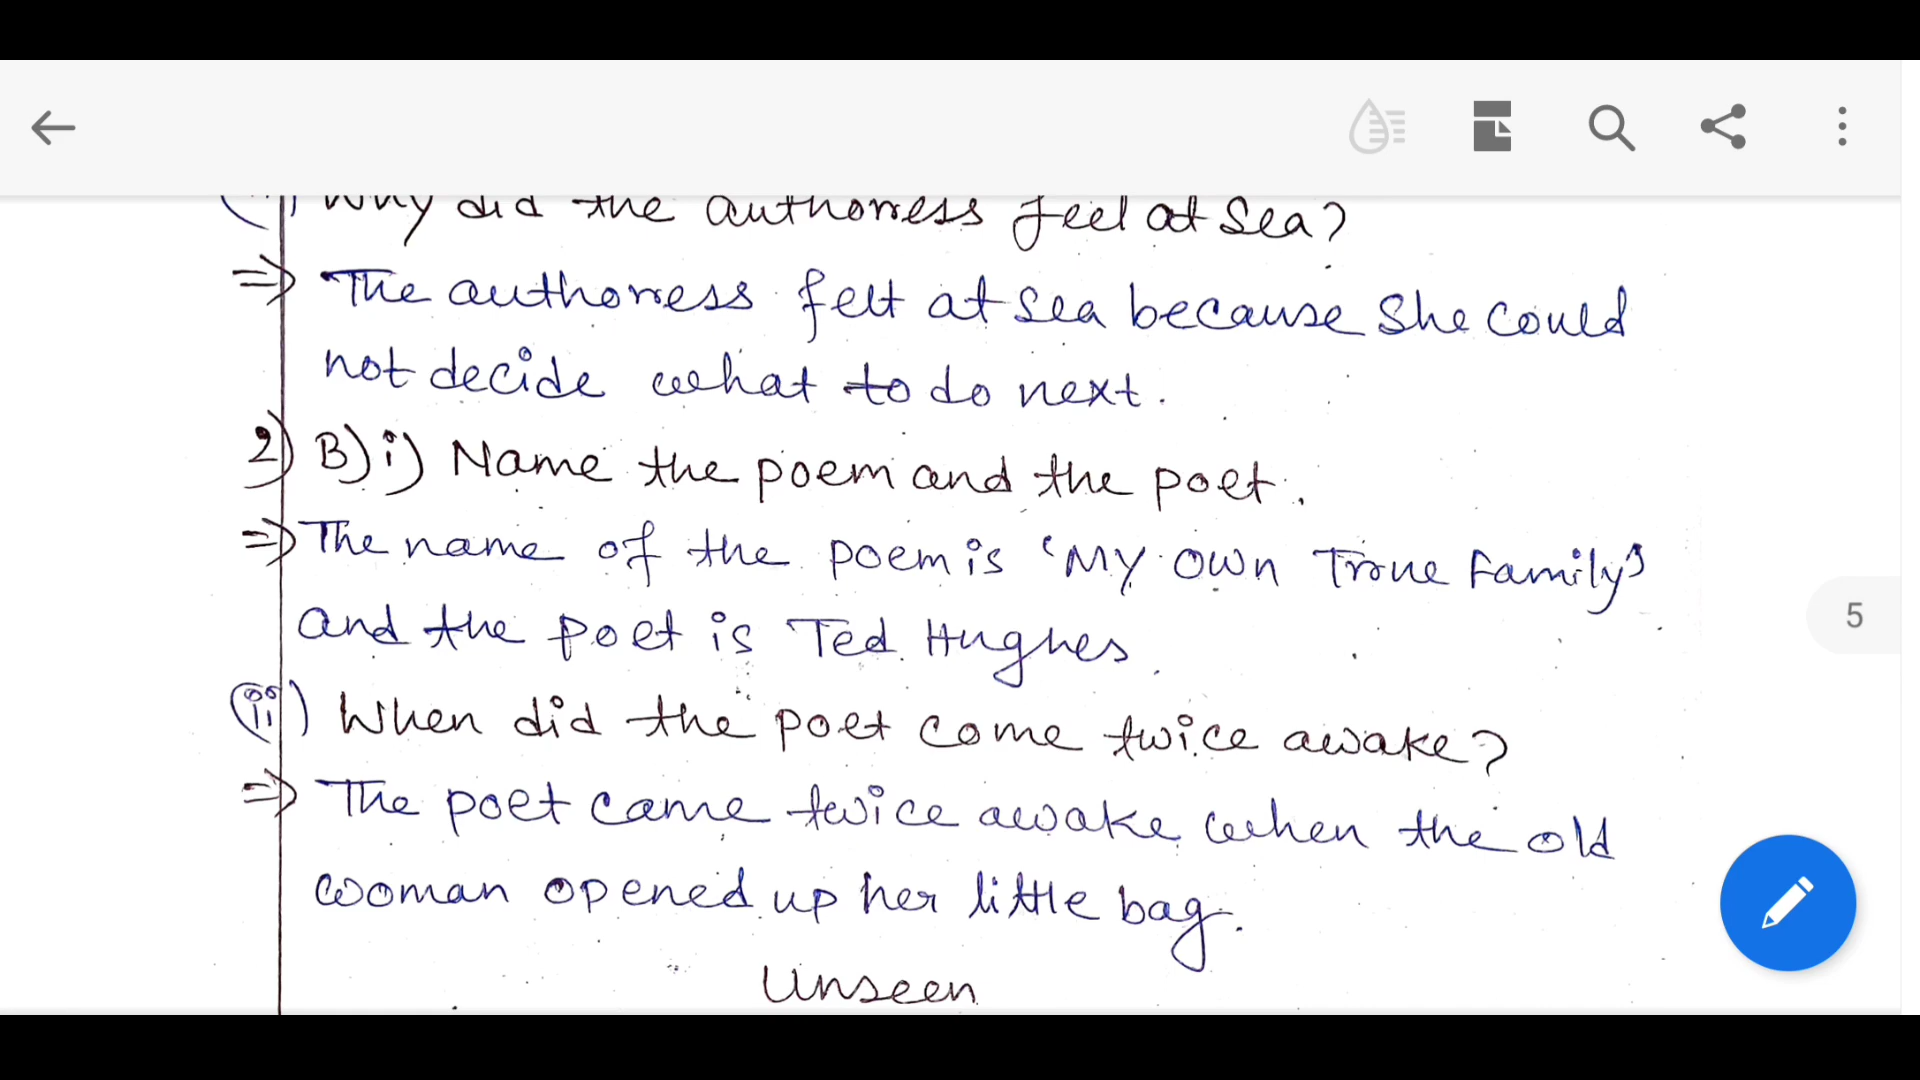 Why did the authoress feel at sea?
=> The authoress felt at sea because she could
not decide what to do next.
2) B) i) Name the poem and the poet.
=> The name of the poem is 'My own True Family'
and the poet is Ted Hughes.
5
(ii) When did the poet come twice awake?
=> The poet came twice awake when the old
woman opened up her little bag.
Unseen